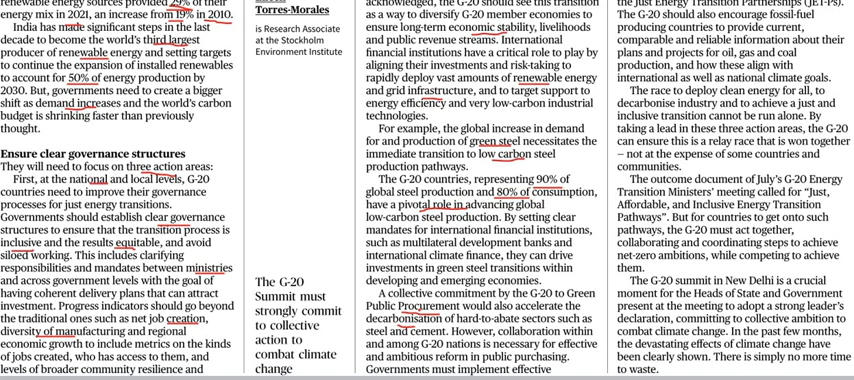 renewable energy sources provided 29% of their
energy mix in 2021, an increase from 19% in 2010.
India has made significant steps in the last
decade to become the world's third largest
producer of renewable energy and setting targets
to continue the expansion of installed renewables
to account for 50% of energy production by
2030. But, governments need to create a bigger
shift as demand increases and the world's carbon
budget is shrinking faster than previously
thought.
Ensure clear governance structures
They will need to focus on three action areas:
First, at the national and local levels, G-20
countries need to improve their governance
processes for just energy transitions.
Governments should establish clear governance
structures to ensure that the transition process is
inclusive and the results equitable, and avoid
siloed working. This includes clarifying
responsibilities and mandates between ministries
and across government levels with the goal of
having coherent delivery plans that can attract
investment. Progress indicators should go beyond
the traditional ones such as net job creation,
diversity of manufacturing and regional
economic growth to include metrics on the kinds
of jobs created, who has access to them, and
levels of broader community resilience and
Torres-Morales
is Research Associate
at the Stockholm
Environment Institute
The G-20
Summit must
strongly commit
to collective
action to
combat climate
change
acknowledged, the G-20 should see this transition
as a way to diversify G-20 member economies to
ensure long-term economic stability, livelihoods
and public revenue streams. International
financial institutions have a critical role to play by
aligning their investments and risk-taking to
rapidly deploy vast amounts of renewable energy
and grid infrastructure, and to target support to
energy efficiency and very low-carbon industrial
technologies.
For example, the global increase in demand
for and production of green steel necessitates the
immediate transition to low carbon steel
production pathways.
The G-20 countries, representing 90% of
global steel production and 80% of consumption,
have a pivotal role in advancing global
low-carbon steel production. By setting clear
mandates for international financial institutions,
such as multilateral development banks and
international climate finance, they can drive
investments in green steel transitions within
developing and emerging economies.
A collective commitment by the G-20 to Green
Public Procurement would also accelerate the
decarbonisation of hard-to-abate sectors such as
steel and cement. However, collaboration within
and among G-20 nations is necessary for effective
and ambitious reform in public purchasing.
Governments must implement effective
the Just Energy Transition Partnerships (JET-Ps).
The G-20 should also encourage fossil-fuel
producing countries to provide current,
comparable and reliable information about their
plans and projects for oil, gas and coal
production, and how these align with
international as well as national climate goals.
The race to deploy clean energy for all, to
decarbonise industry and to achieve a just and
inclusive transition cannot be run alone. By
taking a lead in these three action areas, the G-20
can ensure this is a relay race that is won together
– not at the expense of some countries and
communities.
The outcome document of July's G-20 Energy
Transition Ministers' meeting called for “Just,
Affordable, and Inclusive Energy Transition
Pathways”. But for countries to get onto such
pathways, the G-20 must act together,
collaborating and coordinating steps to achieve
net-zero ambitions, while competing to achieve
them.
The G-20 summit in New Delhi is a crucial
moment for the Heads of State and Government
present at the meeting to adopt a strong leader's
declaration, committing to collective ambition to
combat climate change. In the past few months,
the devastating effects of climate change have
been clearly shown. There is simply no more time
to waste.